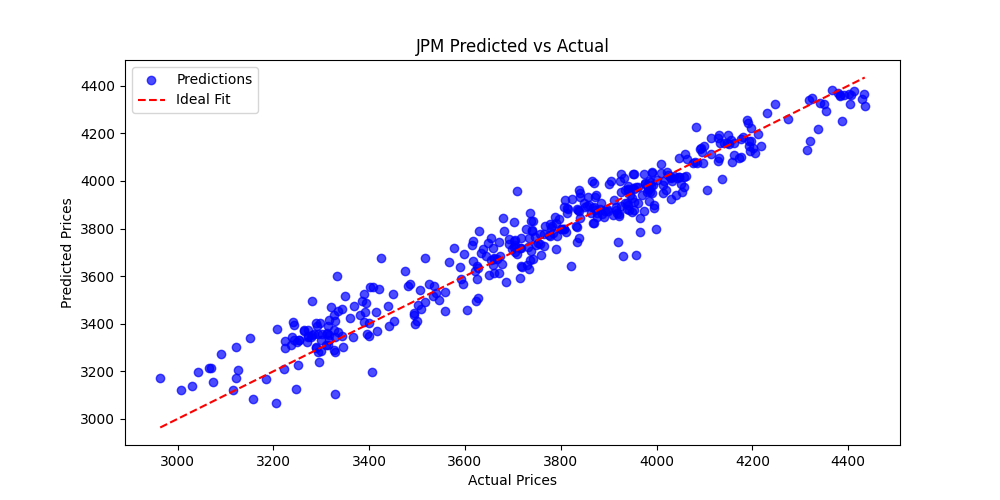 JPM Predicted vs Actual
Predictions
Ideal Fit
Predicted Prices
4400
4200
4000
3800
3600
3400
3200
3000
3000 3200 3400 3600 3800 4000 4200 4400
Actual Prices